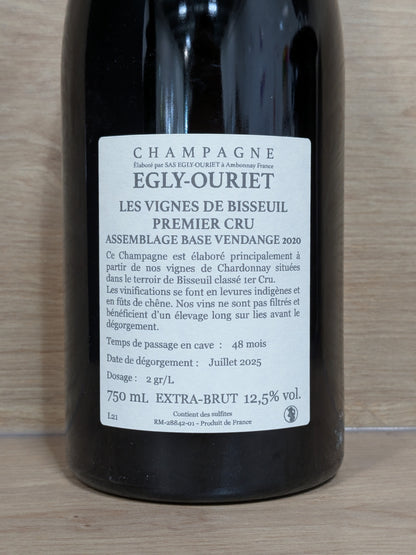 CHAMPAGNE
Élaboré par SAS EGLY-OURIET à Ambonnay France
EGLY-OURIET
LES VIGNES DE BISSEUIL
PREMIER CRU
ASSEMBLAGE BASE VENDANGE 2020
Ce Champagne est élaboré principalement à
partir de nos vignes de Chardonnay situées
dans le terroir de Bisseuil classé 1er Cru.
Les vinifications se font en levures indigènes et
en fûts de chêne. Nos vins ne sont pas filtrés et
bénéficient d'un élevage long sur lies avant le
dégorgement.
Temps de passage en cave : 48 mois
Date de dégorgement : Juillet 2025
Dosage : 2 gr/L
750 mL EXTRA-BRUT 12,5% vol.
Contient des sulfites
L21
RM-28842-01 - Produit de France